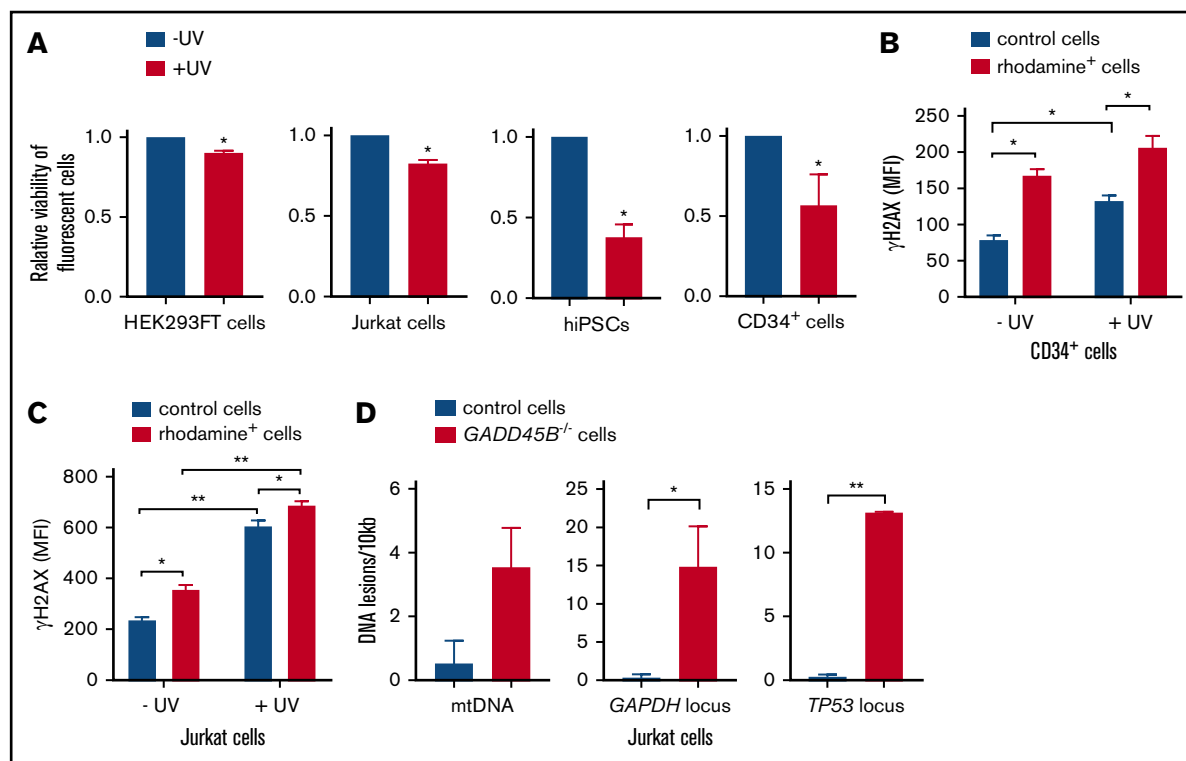 A
-UV
+UV
Ralative viability of
fluorescent cells
1.0
0.5
0.0
*
HEK293FT cells
1.0
0.5
0.0
*
Jurkat cells
1.0
0.5
0.0
*
hiPSCs
1.0
0.5
0.0
*
CD34+ cells
B
control cells
rhodamine+ cells
γH2AX (MFI)
250
200
150
100
50
0
*
*
*
- UV
+ UV
CD34+ cells
C
control cells
rhodamine+ cells
γH2AX (MFI)
800
600
400
200
0
**
**
*
*
- UV
+ UV
Jurkat cells
D
control cells
GADD45B-/- cells
DNA lesions/10kb
6
4
2
0
mtDNA
25
20
15
10
5
0
*
GAPDH locus
15
10
5
0
**
TP53 locus
Jurkat cells